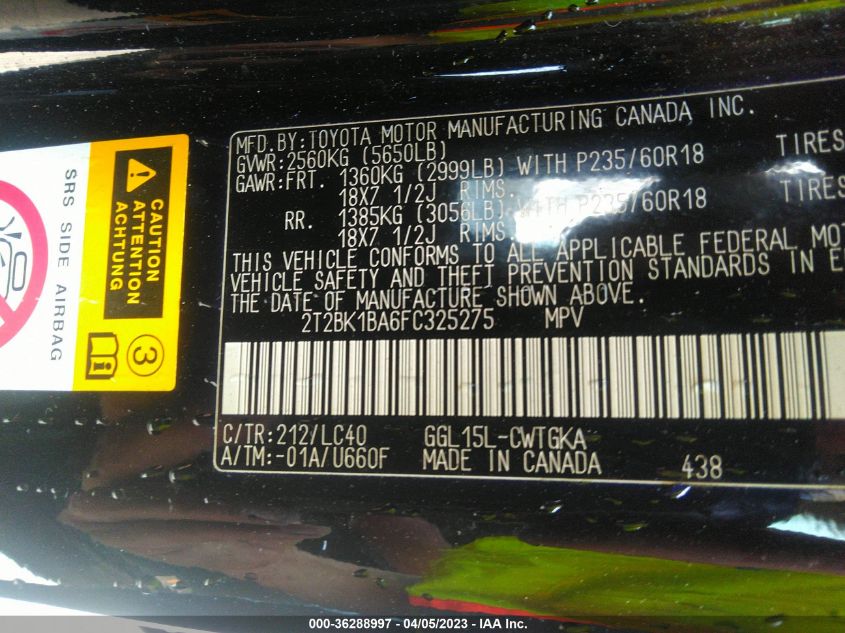 MFD.BY:TOYOTA MOTOR MANUFACTURING CANADA INC.
GVWR:2560KG (5650LB)
GAWR:FRT. 1360KG (2999LB) WITH P235/60R18 TIRES
18X7 1/2J RIMS.
RR. 1385KG (3056LB) WITH P235/60R18 TIRES
18X7 1/2J RIMS
THIS VEHICLE CONFORMS TO ALL APPLICABLE FEDERAL MOT
VEHICLE SAFETY AND THEFT PREVENTION STANDARDS IN E
THE DATE OF MANUFACTURE SHOWN ABOVE.
2T2BK1BA6FC325275 MPV
C/TR:212/LC40 GGL15L-CWTGKA
A/TM:-01A/U660F MADE IN CANADA 438
SRS SIDE AIRBAG
CAUTION
ATTENTION
ACHTUNG
3
000-36288997 - 04/05/2023 - IAA Inc.